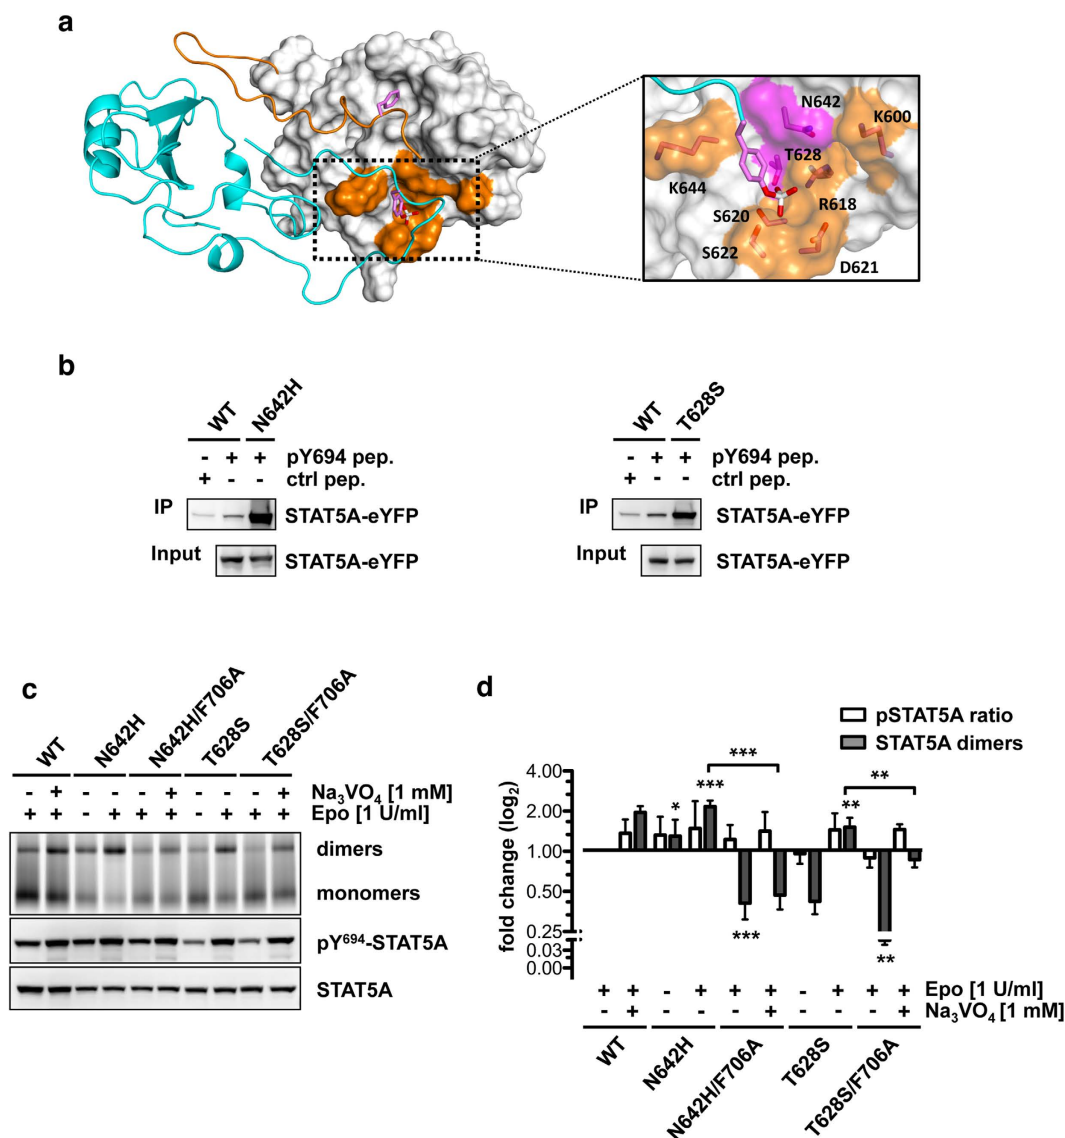 a
N642
K600
T628
K644
R618
S620
S622
D621
b
WT N642H
- + + pY694 pep.
+ - - ctrl pep.
IP STAT5A-eYFP
Input STAT5A-eYFP
WT T628S
- + + pY694 pep.
+ - - ctrl pep.
IP STAT5A-eYFP
Input STAT5A-eYFP
c
WT N642H N642H/F706A T628S T628S/F706A
- + - - - + - - - + Na₃VO₄ [1 mM]
+ + - + + + - + + + Epo [1 U/ml]
dimers
monomers
pY⁶⁹⁴-STAT5A
STAT5A
d
pSTAT5A ratio
STAT5A dimers
fold change (log₂)
4.00
2.00
1.00
0.50
0.25
0.03
0.00
* *** *** *** ** ** **
+ + - + + + - + + + Epo [1 U/ml]
- + - - - + - - - + Na₃VO₄ [1 mM]
WT N642H N642H/F706A T628S T628S/F706A